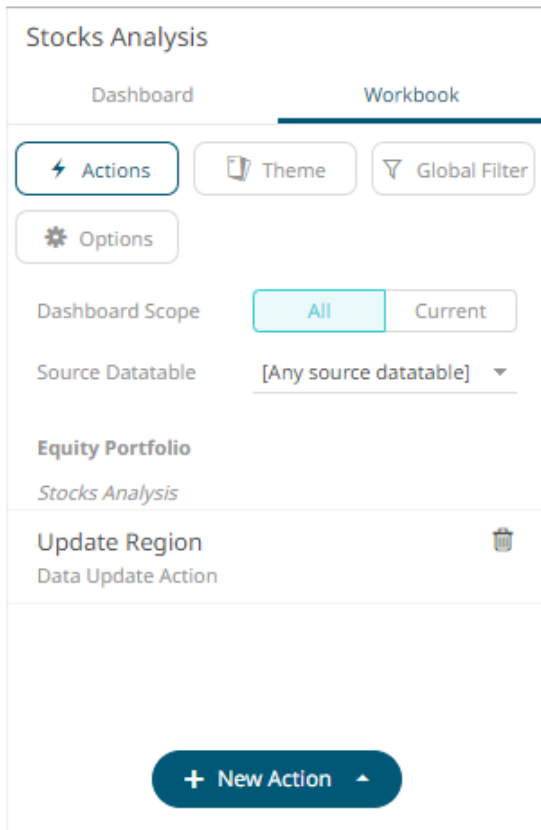 Stocks Analysis
Dashboard Workbook
Actions Theme Global Filter
Options
Dashboard Scope All Current
Source Datatable [Any source datatable]
Equity Portfolio
Stocks Analysis
Update Region
Data Update Action
+ New Action